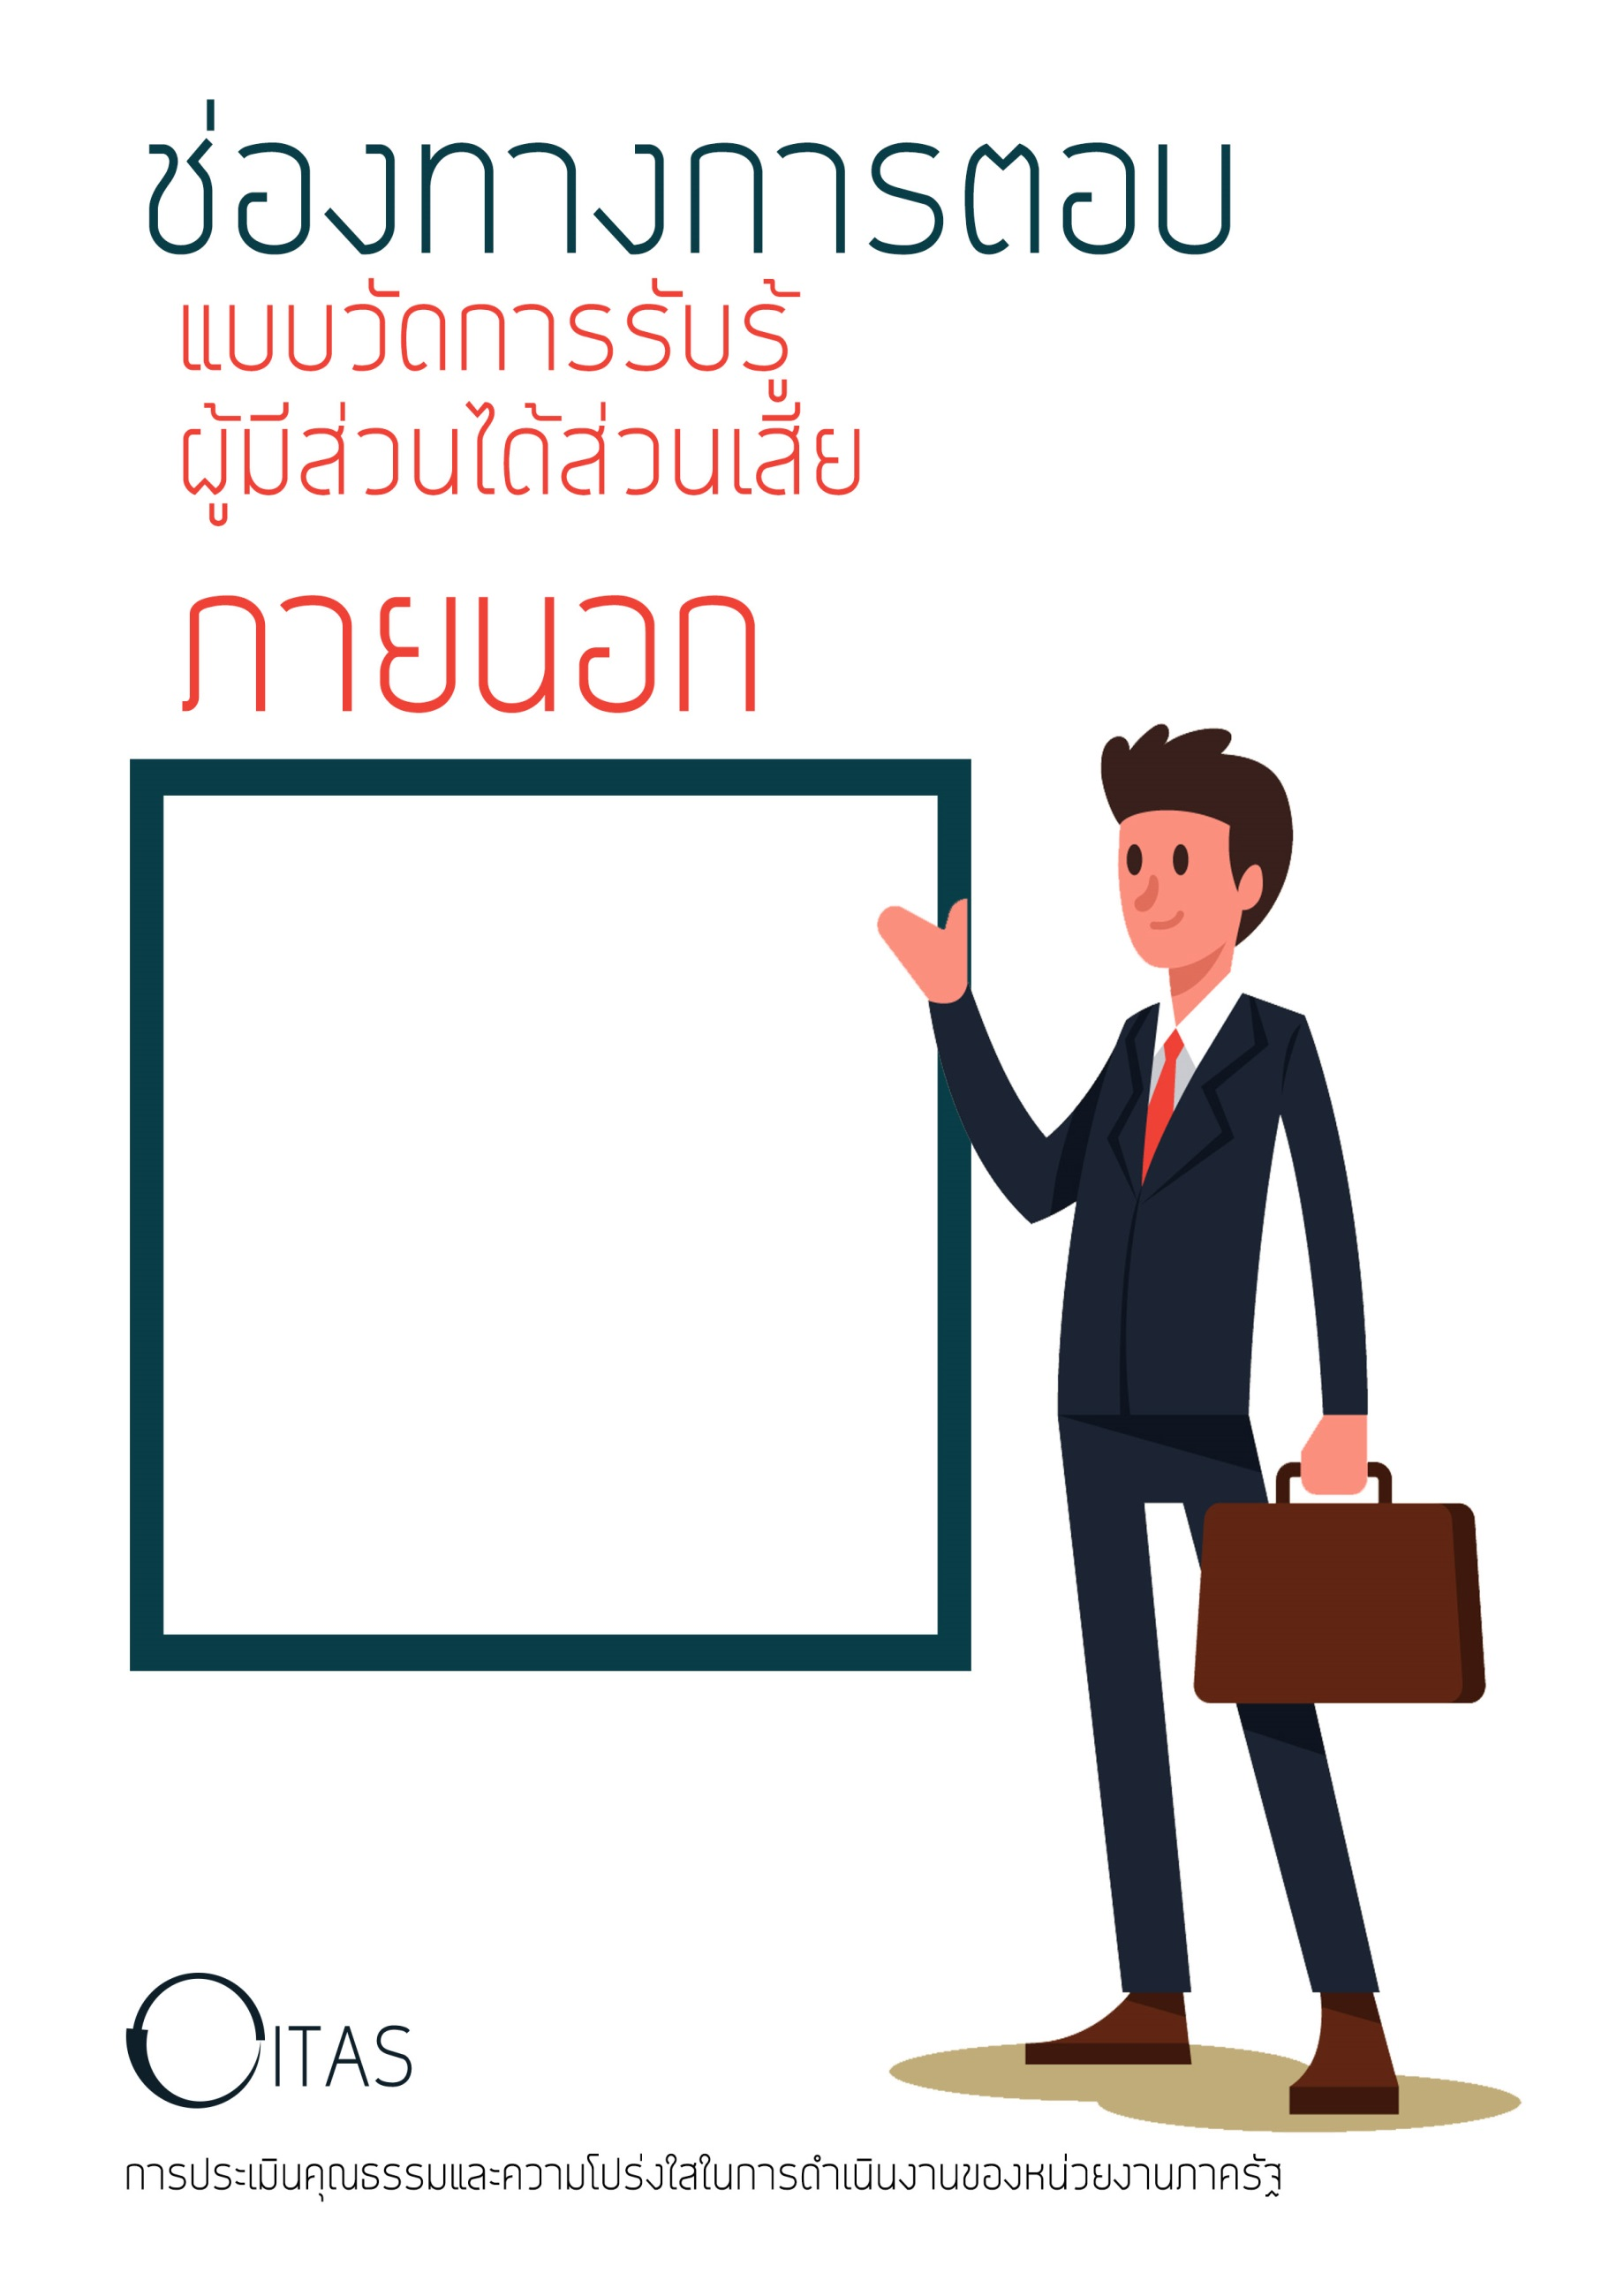 ช่องทางการตอบ
แบบวัดการรับรู้
ผู้มีส่วนได้ส่วนเสีย
ภายนอก
ITAS
การประเมินคุณธรรมและความโปร่งใสในการดำเนินงานของหน่วยงานภาครัฐ